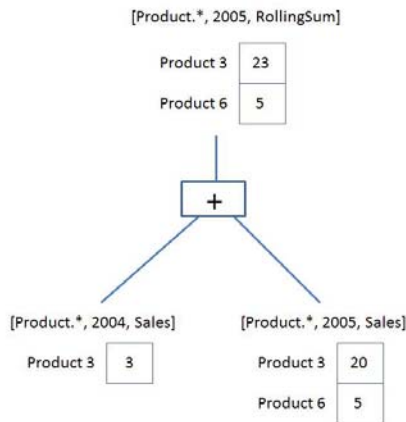 [Product.*, 2005, RollingSum]
Product 3 23
Product 6 5
+
[Product.*, 2004, Sales]
Product 3 3
[Product.*, 2005, Sales]
Product 3 20
Product 6 5